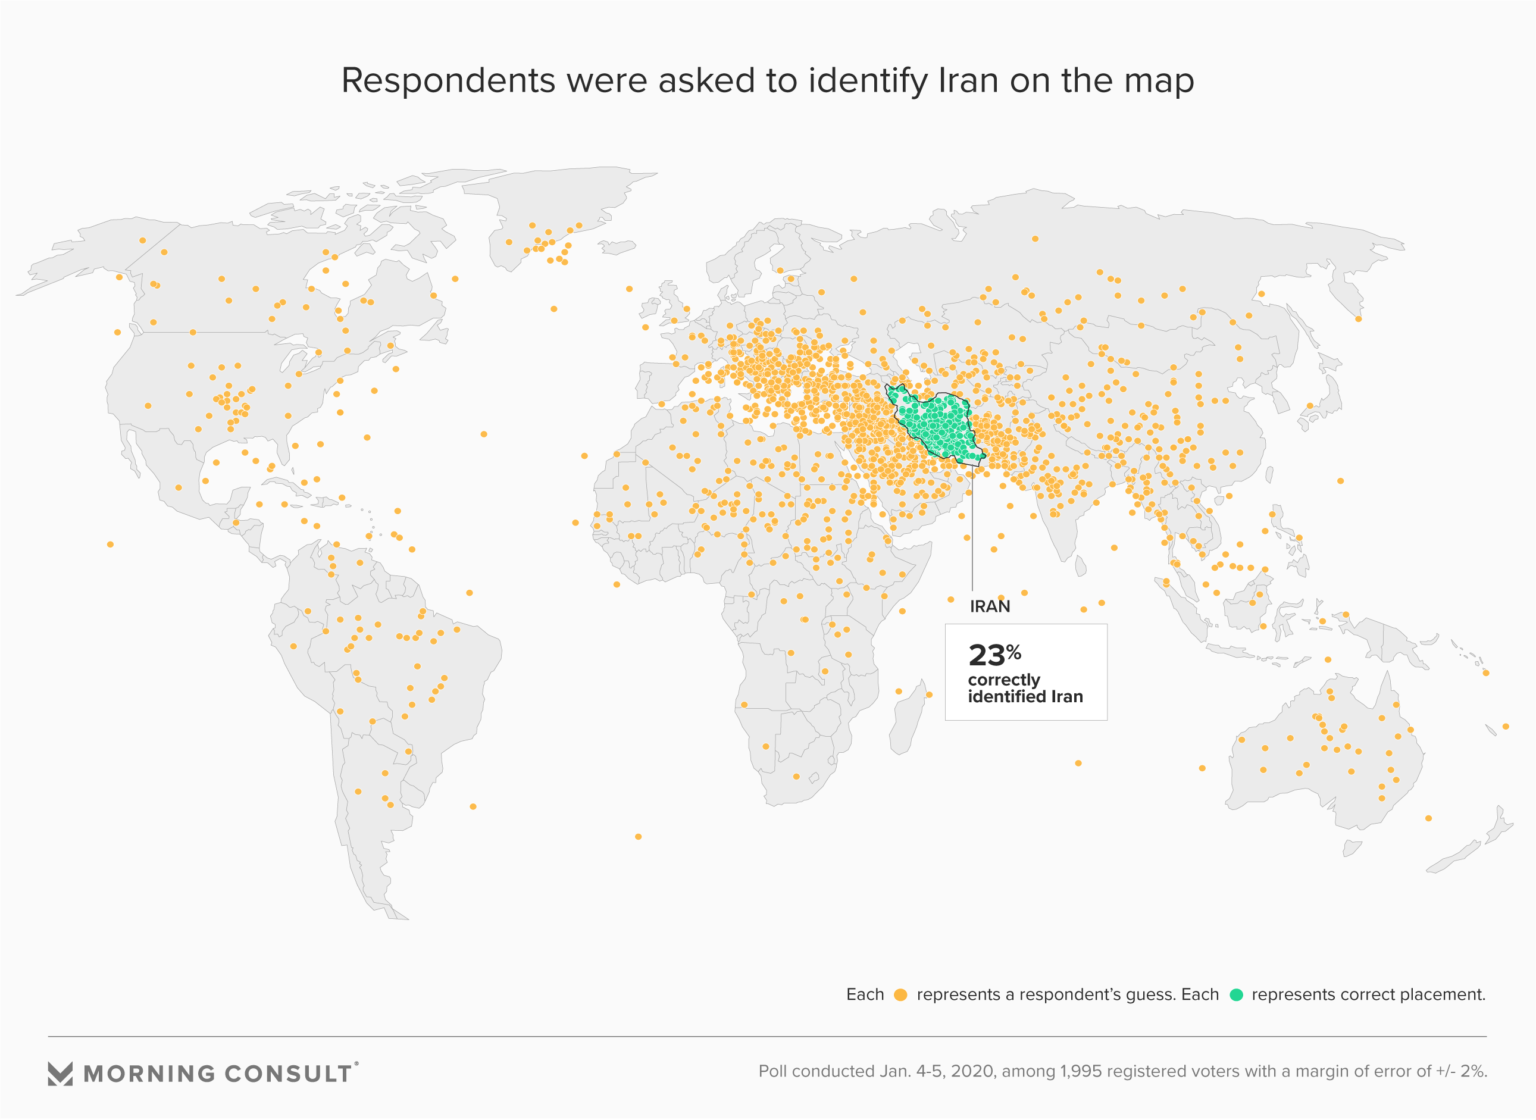 Respondents were asked to identify Iran on the map
IRAN
23%
correctly
identified Iran
Each represents a respondent’s guess. Each represents correct placement.
MORNING CONSULT®
Poll conducted Jan. 4-5, 2020, among 1,995 registered voters with a margin of error of +/- 2%.